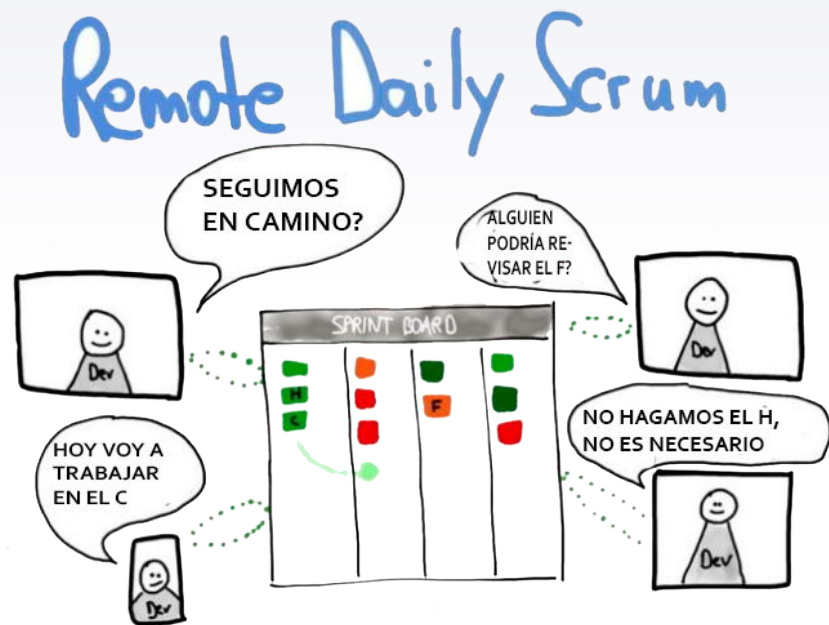 Remote Daily Scrum
SEGUIMOS
EN CAMINO?
ALGUIEN
PODRÍA RE-
VISAR EL F?
Dev
SPRINT BOARD
Dev
H
C
F
HOY VOY A
TRABAJAR
EN EL C
NO HAGAMOS EL H,
NO ES NECESARIO
Dev
Dev